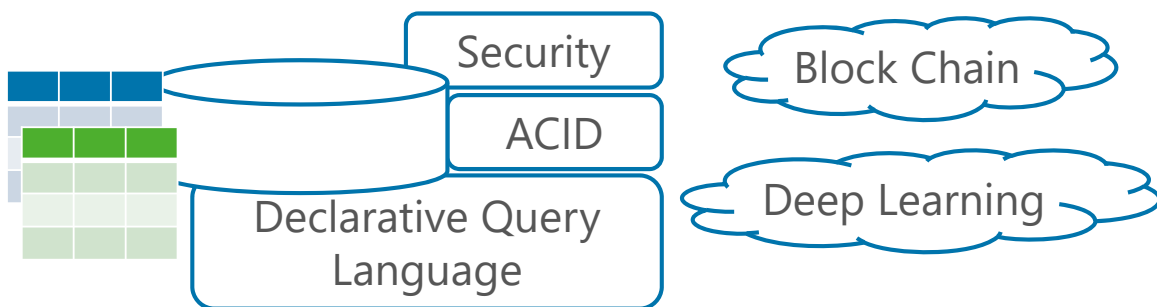 Security
ACID
Declarative Query
Language
Block Chain
Deep Learning